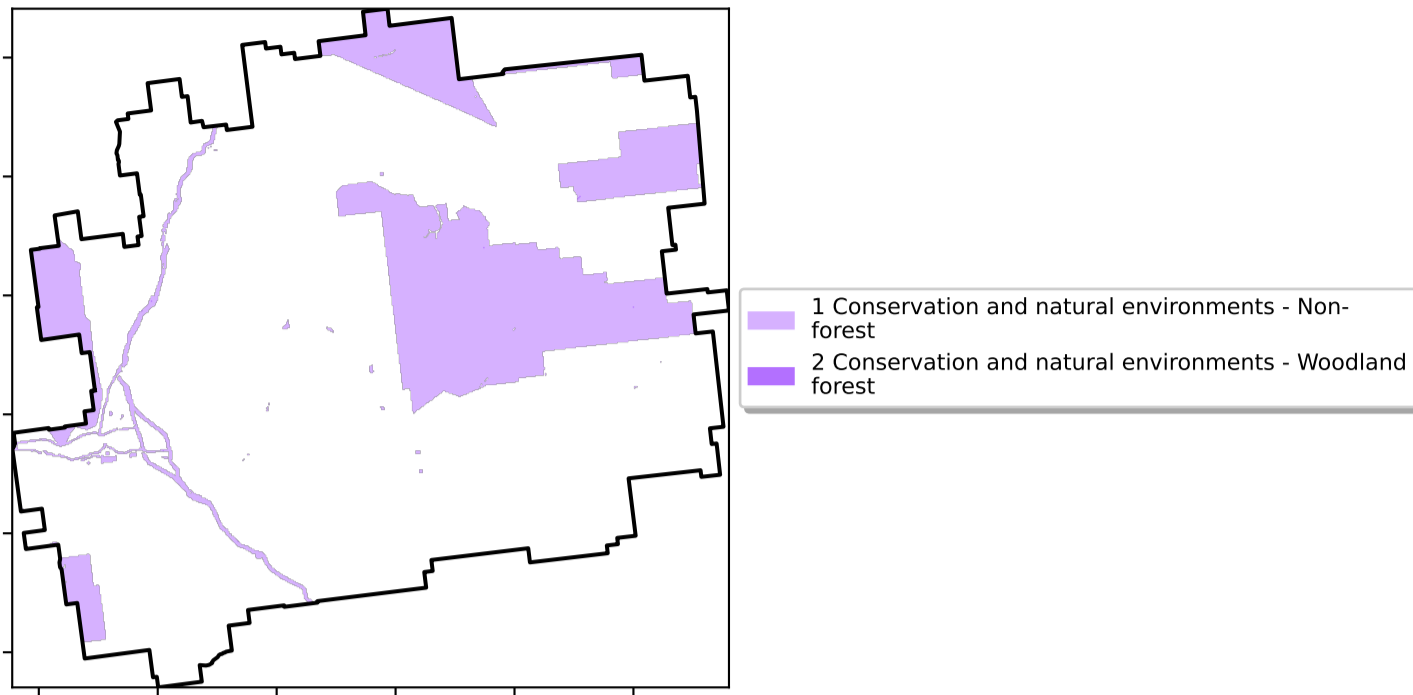 1 Conservation and natural environments - Non-
forest
2 Conservation and natural environments - Woodland
forest